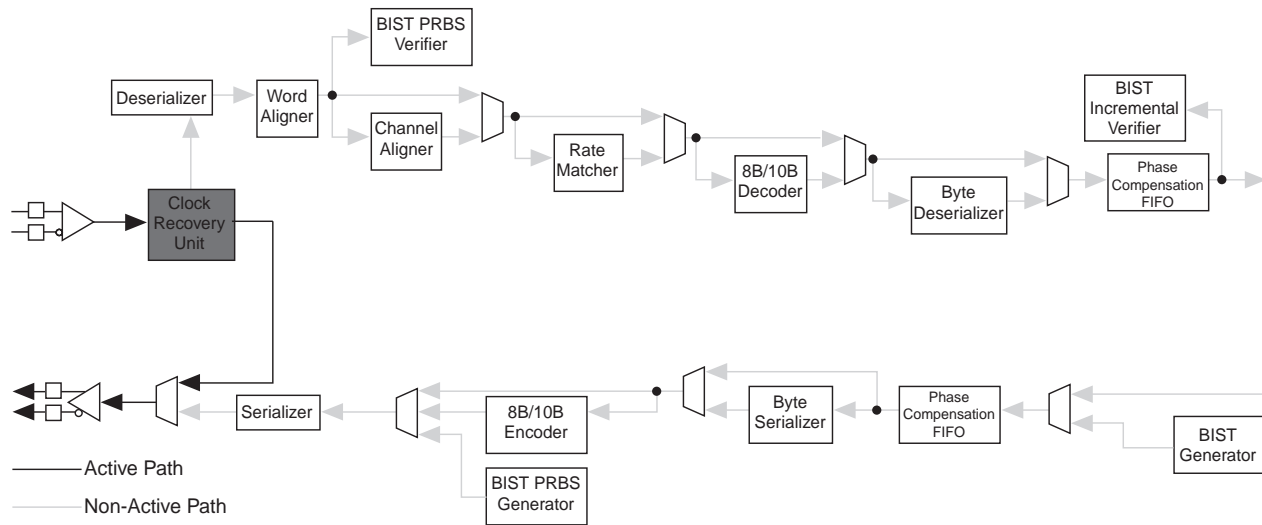 BIST PRBS
Verifier
Deserializer
Word
Aligner
Channel
Aligner
Rate
Matcher
8B/10B
Decoder
Byte
Deserializer
BIST
Incremental
Verifier
Phase
Compensation
FIFO
Clock
Recovery
Unit
Serializer
8B/10B
Encoder
BIST PRBS
Generator
Byte
Serializer
Phase
Compensation
FIFO
BIST
Generator
Active Path
Non-Active Path